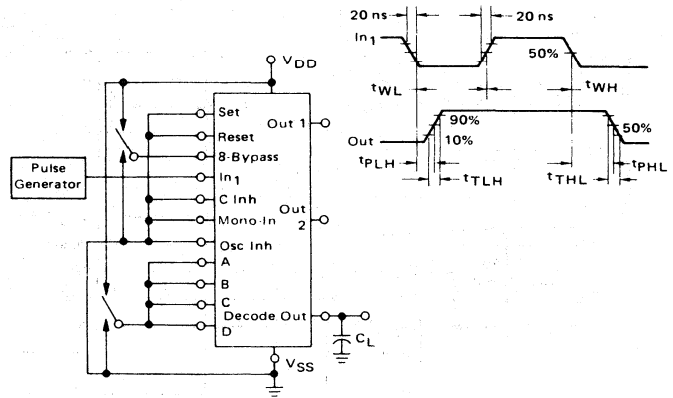 20 ns
20 ns
In1
50%
tWL
tWH
90%
10%
50%
Out
tPLH
tTLH
tTHL
tPHL
VDD
Set
Out 1
Reset
8-Bypass
Pulse
Generator
In1
C Inh
Out
2
Mono-In
Osc Inh
A
B
C
Decode Out
D
CL
VSS